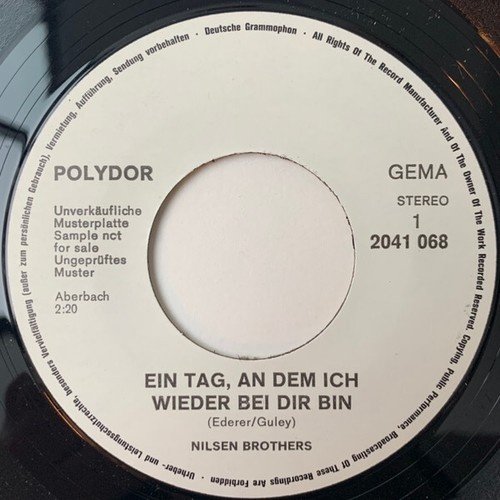 Urheber- und Leistungsschutzrechte, besonders Vervielfältigung (außer zum persönlichen Gebrauch), Vermietung, Aufführung, Sendung vorbehalten · Deutsche Grammophon · All Rights Of The Record Manufacturer And Of The Owner Of The Work Recorded Reserved. Copying, Public Performance, Broadcasting Of These Recordings Are Forbidden ·
POLYDOR
GEMA
Unverkäufliche
Musterplatte
Sample nct
for sale
Ungeprüftes
Muster
STEREO
1
2041 068
Aberbach
2:20
EIN TAG, AN DEM ICH
WIEDER BEI DIR BIN
(Ederer/Guley)
NILSEN BROTHERS